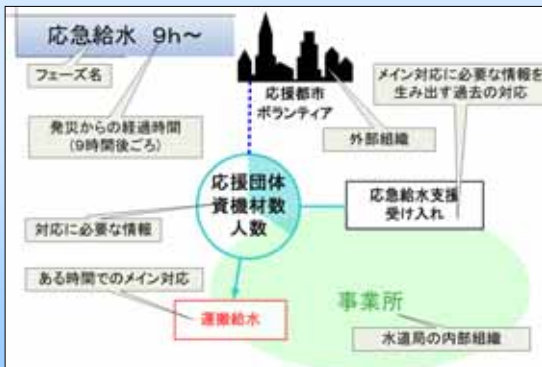 応急給水 9h～
フェーズ名
発災からの経過時間
(9時間後ごろ)
応援都市
ボランティア
メイン対応に必要な情報を
生み出す過去の対応
外部組織
応援団体
資機材数
人数
応急給水支援
受け入れ
対応に必要な情報
ある時間でのメイン対応
運搬給水
事業所
水道局の内部組織